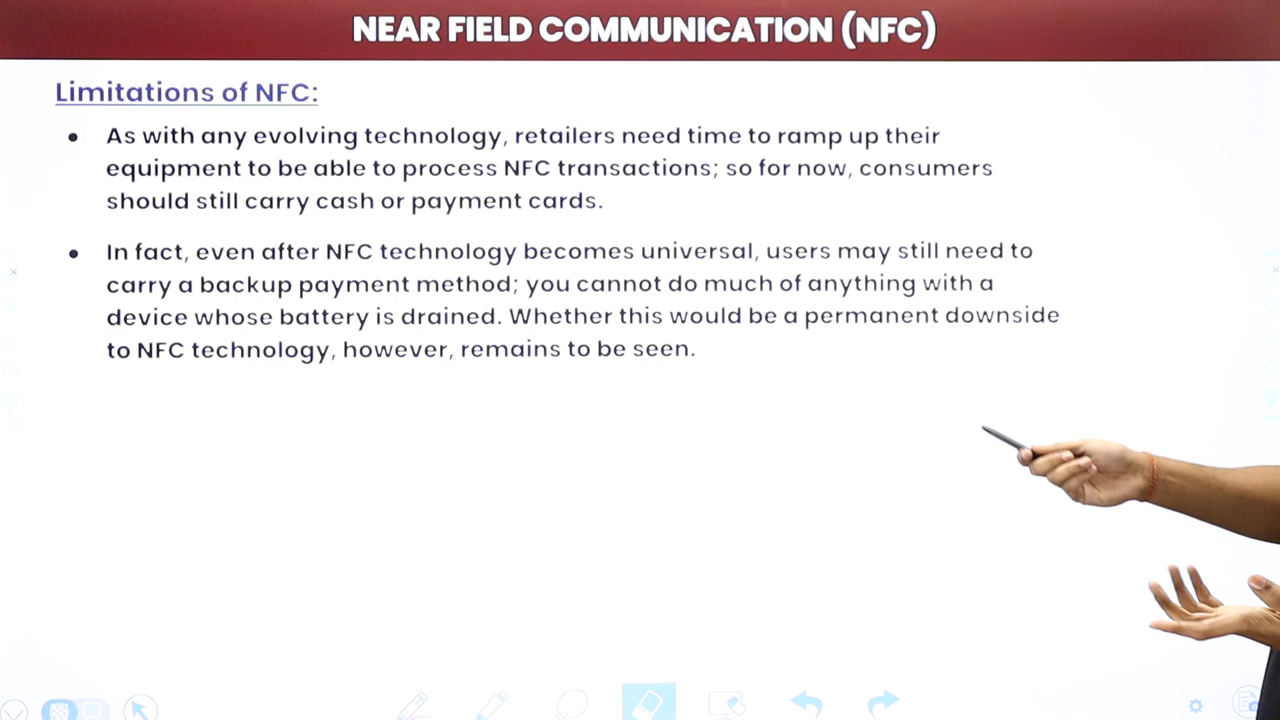 NEAR FIELD COMMUNICATION (NFC)
Limitations of NFC:
• As with any evolving technology, retailers need time to ramp up their
equipment to be able to process NFC transactions; so for now, consumers
should still carry cash or payment cards.
• In fact, even after NFC technology becomes universal, users may still need to
carry a backup payment method; you cannot do much of anything with a
device whose battery is drained. Whether this would be a permanent downside
to NFC technology, however, remains to be seen.